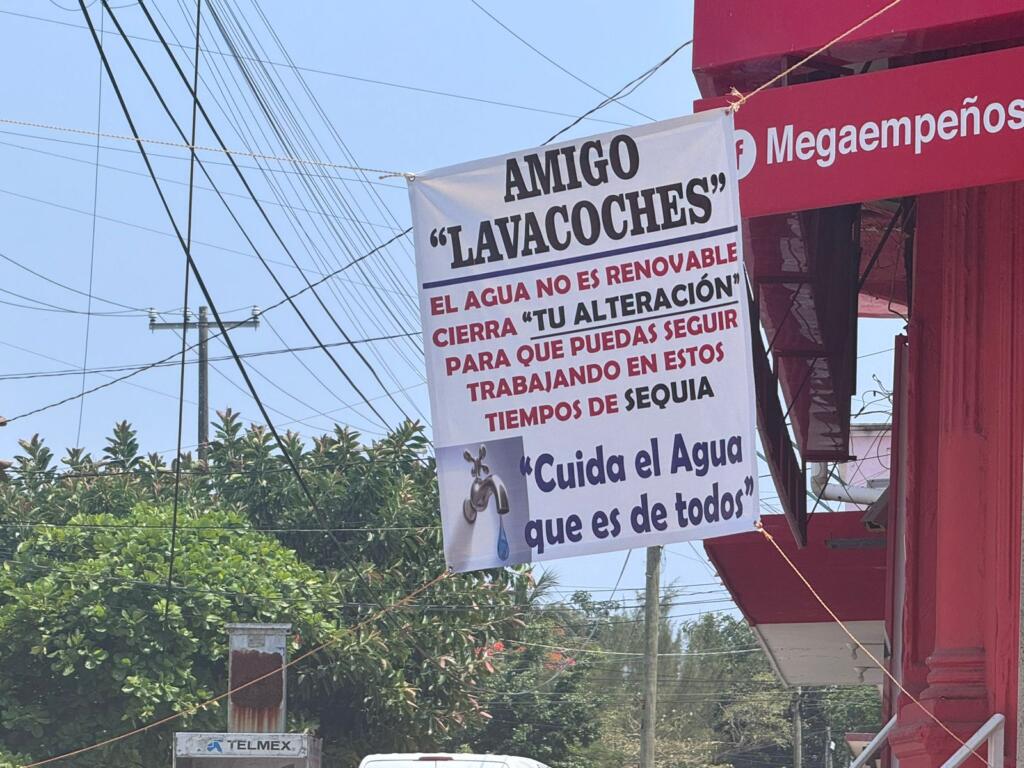 AMIGO
"LAVACOCHES"
EL AGUA NO ES RENOVABLE
CIERRA "TU ALTERACIÓN"
PARA QUE PUEDAS SEGUIR
TRABAJANDO EN ESTOS
TIEMPOS DE SEQUIA
"Cuida el Agua
que es de todos"
f Megaempeños
TELMEX